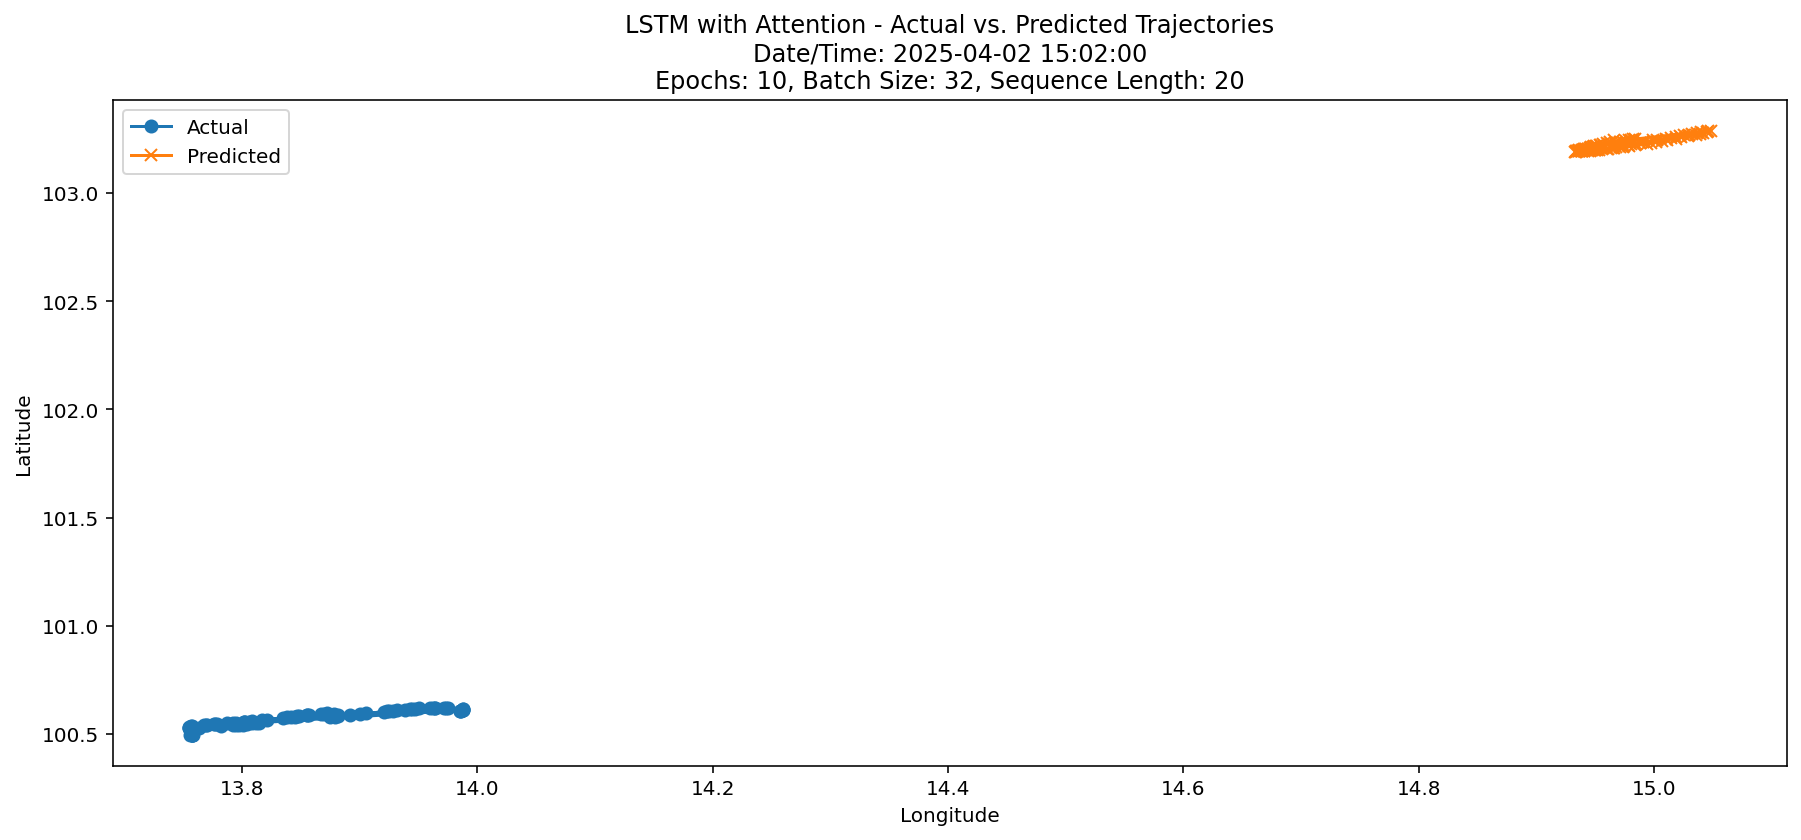 LSTM with Attention - Actual vs. Predicted Trajectories
Date/Time: 2025-04-02 15:02:00
Epochs: 10, Batch Size: 32, Sequence Length: 20
Actual
Predicted
103.0
102.5
102.0
101.5
101.0
100.5
Latitude
13.8
14.0
14.2
14.4
14.6
14.8
15.0
Longitude